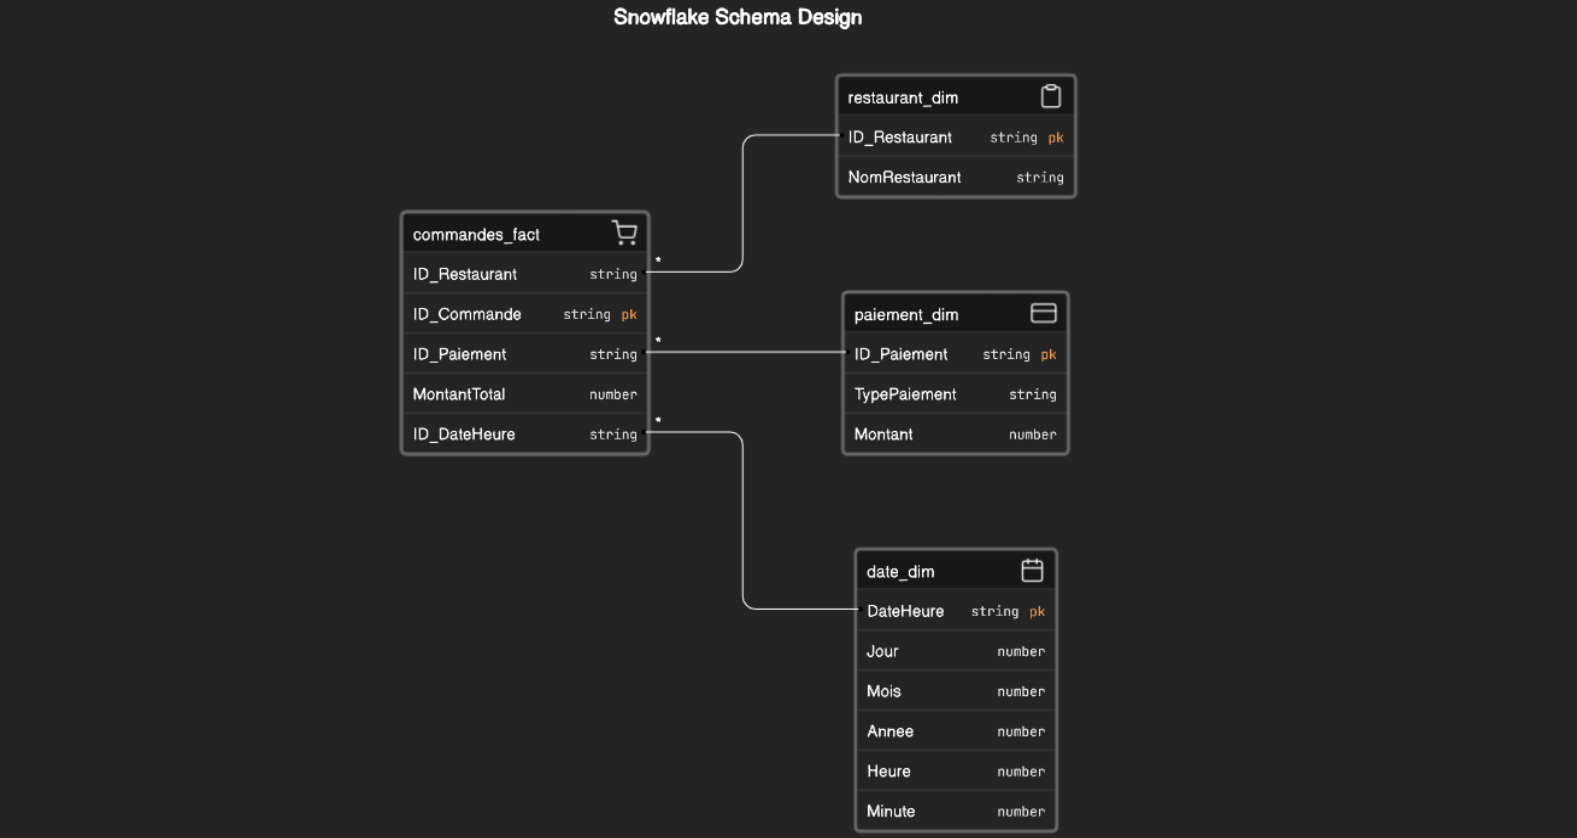 Snowflake Schema Design
restaurant_dim
ID_Restaurant string pk
NomRestaurant string
commandes_fact
ID_Restaurant string *
ID_Commande string pk
ID_Paiement string *
MontantTotal number
ID_DateHeure string *
paiement_dim
ID_Paiement string pk
TypePaiement string
Montant number
date_dim
DateHeure string pk
Jour number
Mois number
Annee number
Heure number
Minute number